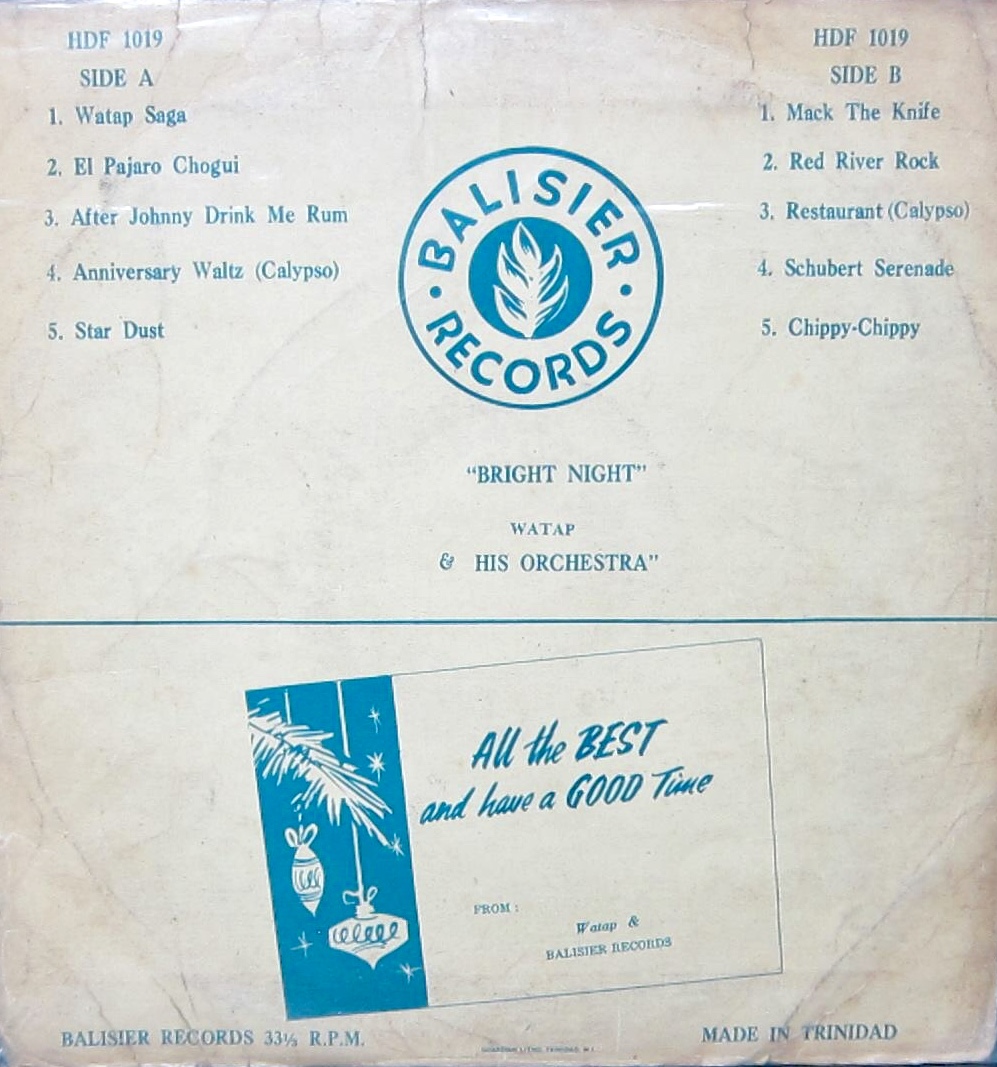 HDF 1019
SIDE A
1. Watap Saga
2. El Pajaro Chogui
3. After Johnny Drink Me Rum
4. Anniversary Waltz (Calypso)
5. Star Dust
HDF 1019
SIDE B
1. Mack The Knife
2. Red River Rock
3. Restaurant (Calypso)
4. Schubert Serenade
5. Chippy-Chippy
BALISIER
· RECORDS ·
“BRIGHT NIGHT”
WATAP
& HIS ORCHESTRA”
All the BEST
and have a GOOD Time
FROM :
Watap &
BALISIER RECORDS
BALISIER RECORDS 33⅓ R.P.M.
MADE IN TRINIDAD
LITHO, TRINIDAD, W.I.